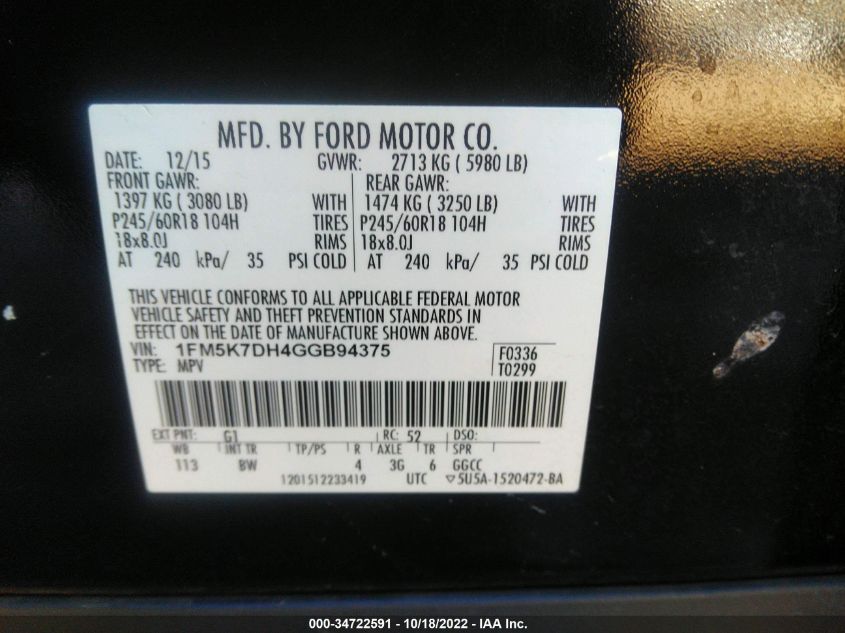 MFD. BY FORD MOTOR CO.
DATE: 12/15 GVWR: 2713 KG ( 5980 LB)
FRONT GAWR: REAR GAWR:
1397 KG ( 3080 LB) WITH 1474 KG ( 3250 LB) WITH
P245/60R18 104H TIRES P245/60R18 104H TIRES
18x8.0J RIMS 18x8.0J RIMS
AT 240 kPa/ 35 PSI COLD AT 240 kPa/ 35 PSI COLD
THIS VEHICLE CONFORMS TO ALL APPLICABLE FEDERAL MOTOR
VEHICLE SAFETY AND THEFT PREVENTION STANDARDS IN
EFFECT ON THE DATE OF MANUFACTURE SHOWN ABOVE.
VIN: 1FM5K7DH4GGB94375 F0336
TYPE: MPV T0299
EXT PNT: G1 RC: 52 DSO:
WB INT TR TP/PS R AXLE TR SPR
113 BW 4 3G 6 GGCC
1201512233419 UTC ▽5U5A-1520472-BA
000-34722591 - 10/18/2022 - IAA Inc.